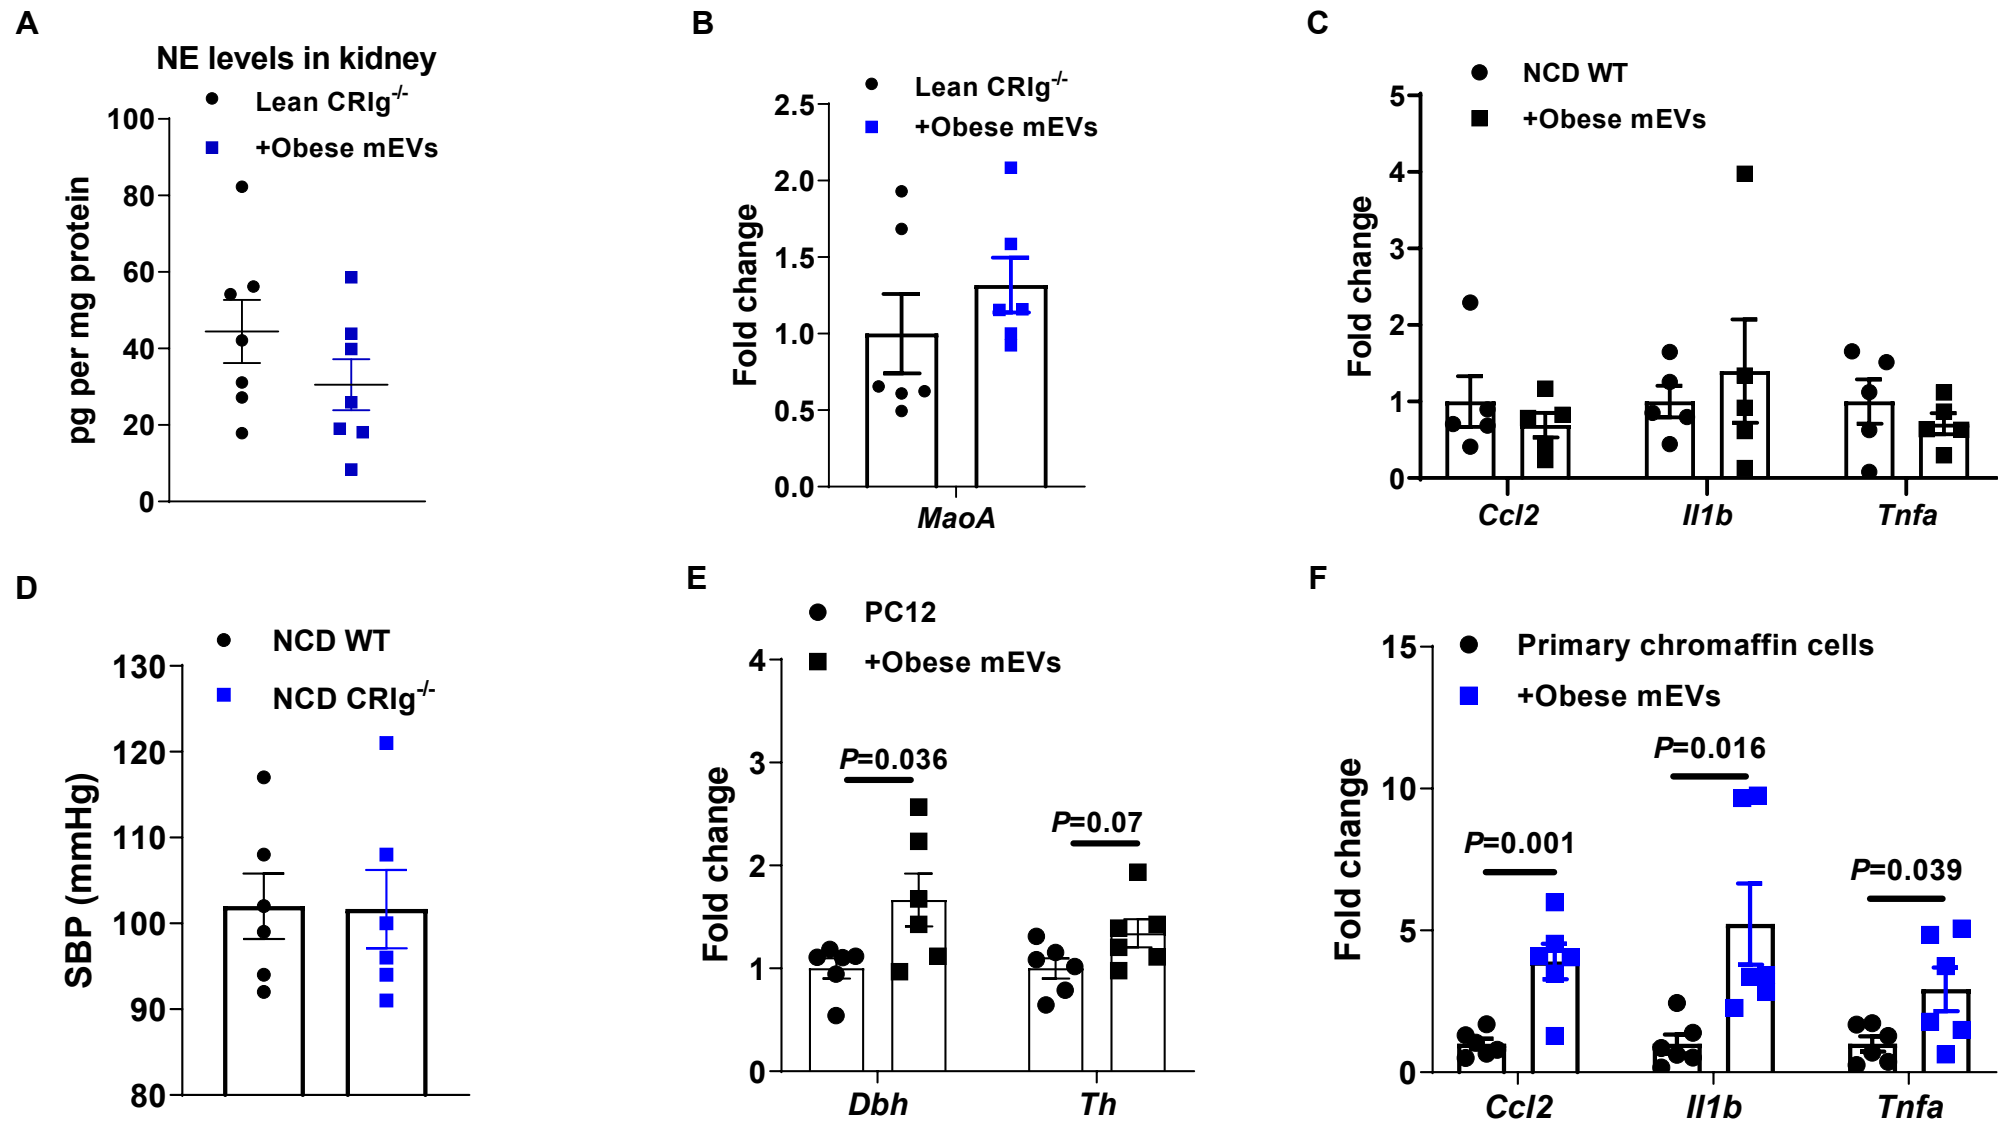 A
NE levels in kidney
Lean CRIg-/-
+Obese mEVs
pg per mg protein
100
80
60
40
20
0
B
Lean CRIg-/-
+Obese mEVs
Fold change
2.5
2.0
1.5
1.0
0.5
0.0
MaoA
C
NCD WT
+Obese mEVs
Fold change
5
4
3
2
1
0
Ccl2
Il1b
Tnfa
D
NCD WT
NCD CRIg-/-
SBP (mmHg)
130
120
110
100
90
80
E
PC12
+Obese mEVs
Fold change
4
3
2
1
0
P=0.036
P=0.07
Dbh
Th
F
Primary chromaffin cells
+Obese mEVs
Fold change
15
10
5
0
P=0.001
P=0.016
P=0.039
Ccl2
Il1b
Tnfa